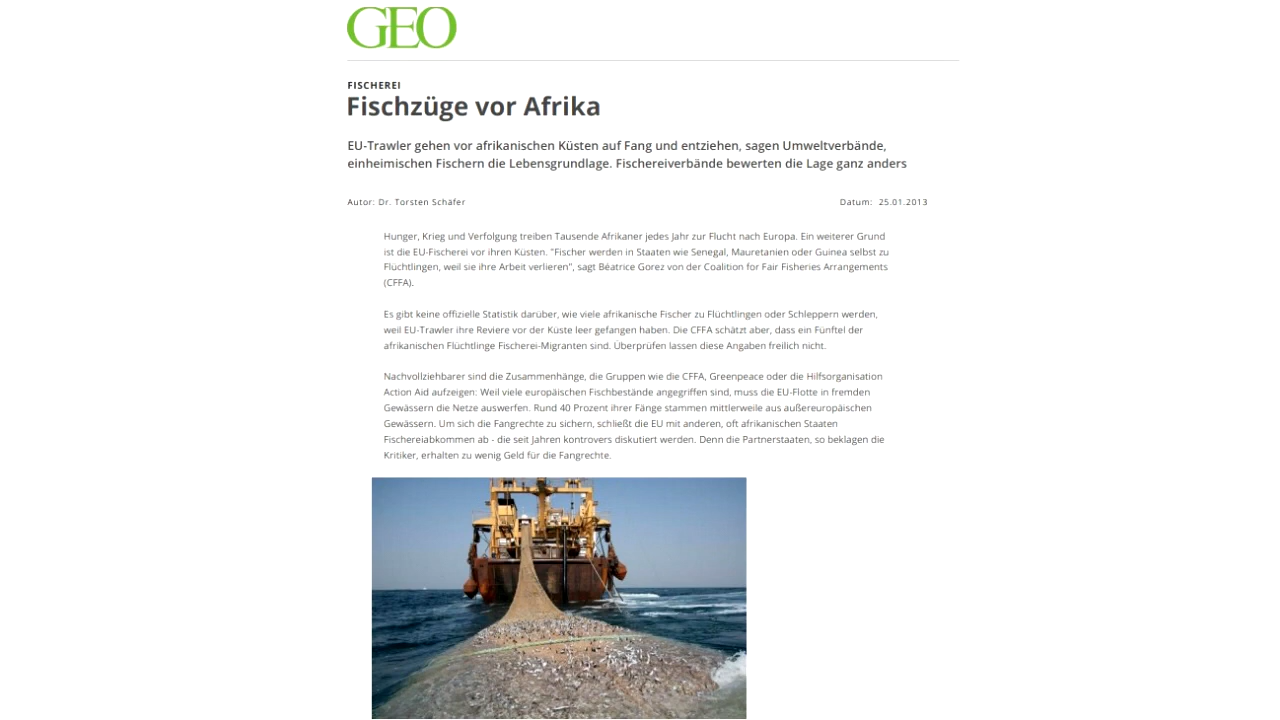 GEO
FISCHEREI
Fischzüge vor Afrika
EU-Trawler gehen vor afrikanischen Küsten auf Fang und entziehen, sagen Umweltverbände,
einheimischen Fischern die Lebensgrundlage. Fischereiverbände bewerten die Lage ganz anders
Autor: Dr. Torsten Schäfer Datum: 25.01.2013
Hunger, Krieg und Verfolgung treiben Tausende Afrikaner jedes Jahr zur Flucht nach Europa. Ein weiterer Grund
ist die EU-Fischerei vor ihren Küsten. "Fischer werden in Staaten wie Senegal, Mauretanien oder Guinea selbst zu
Flüchtlingen, weil sie ihre Arbeit verlieren", sagt Béatrice Gorez von der Coalition for Fair Fisheries Arrangements
(CFFA).
Es gibt keine offizielle Statistik darüber, wie viele afrikanische Fischer zu Flüchtlingen oder Schleppern werden,
weil EU-Trawler ihre Reviere vor der Küste leer gefangen haben. Die CFFA schätzt aber, dass ein Fünftel der
afrikanischen Flüchtlinge Fischerei-Migranten sind. Überprüfen lassen diese Angaben freilich nicht.
Nachvollziehbarer sind die Zusammenhänge, die Gruppen wie die CFFA, Greenpeace oder die Hilfsorganisation
Action Aid aufzeigen: Weil viele europäischen Fischbestände angegriffen sind, muss die EU-Flotte in fremden
Gewässern die Netze auswerfen. Rund 40 Prozent ihrer Fänge stammen mittlerweile aus außereuropäischen
Gewässern. Um sich die Fangrechte zu sichern, schließt die EU mit anderen, oft afrikanischen Staaten
Fischereiabkommen ab - die seit Jahren kontrovers diskutiert werden. Denn die Partnerstaaten, so beklagen die
Kritiker, erhalten zu wenig Geld für die Fangrechte.